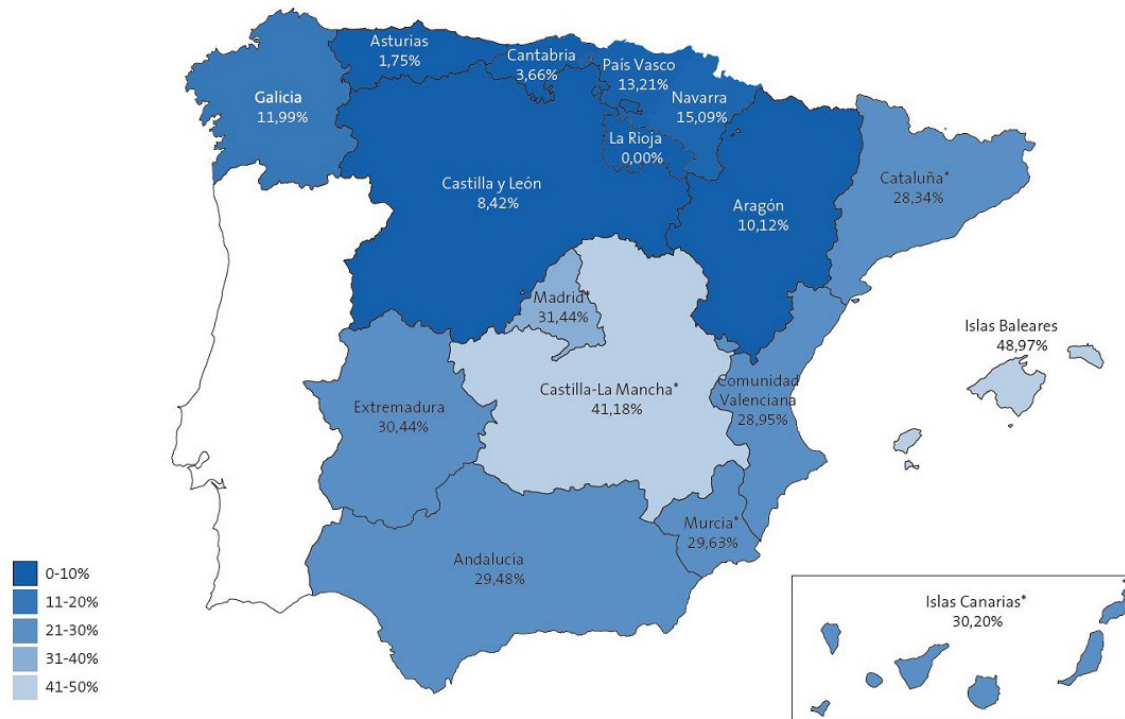 Asturias
1,75%
Cantabria
3,66%
País Vasco
13,21%
Navarra
15,09%
Galicia
11,99%
La Rioja
0,00%
Castilla y León
8,42%
Aragón
10,12%
Cataluña*
28,34%
Madrid*
31,44%
Islas Baleares
48,97%
Castilla-La Mancha*
41,18%
Comunidad
Valenciana
28,95%
Extremadura
30,44%
Murcia*
29,63%
Andalucía
29,48%
0-10%
11-20%
21-30%
31-40%
41-50%
Islas Canarias*
30,20%